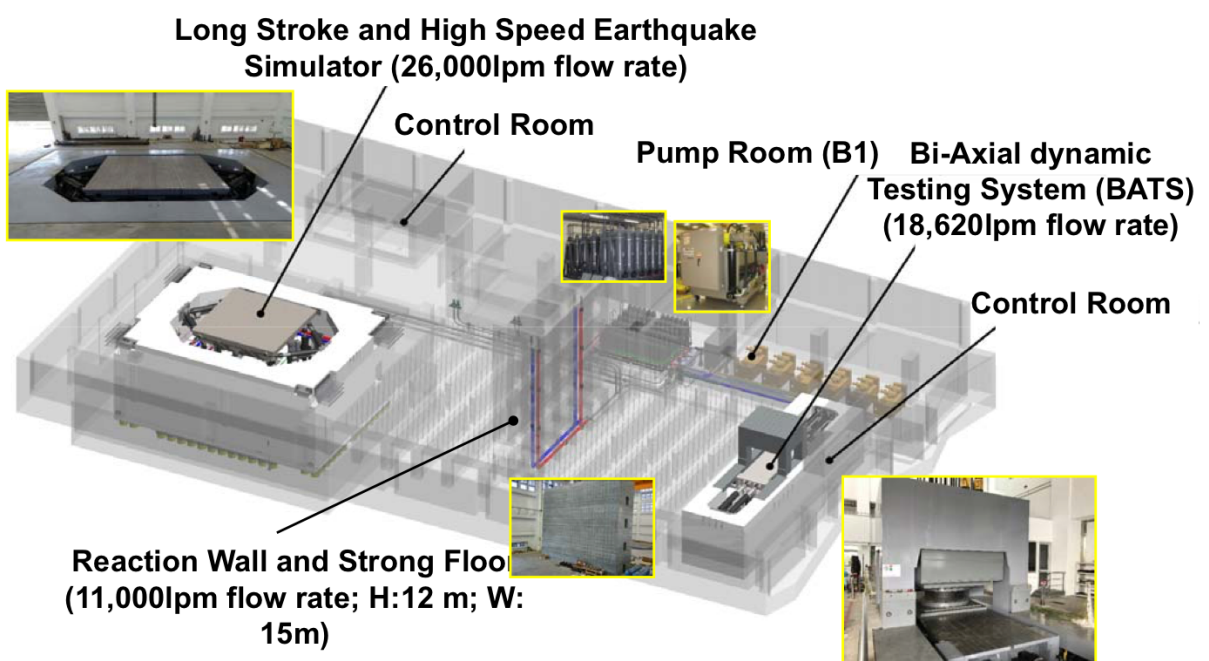 Long Stroke and High Speed Earthquake
Simulator (26,000lpm flow rate)
Control Room
Pump Room (B1)
Bi-Axial dynamic
Testing System (BATS)
(18,620lpm flow rate)
Control Room
Reaction Wall and Strong Floor
(11,000lpm flow rate; H:12 m; W:
15m)